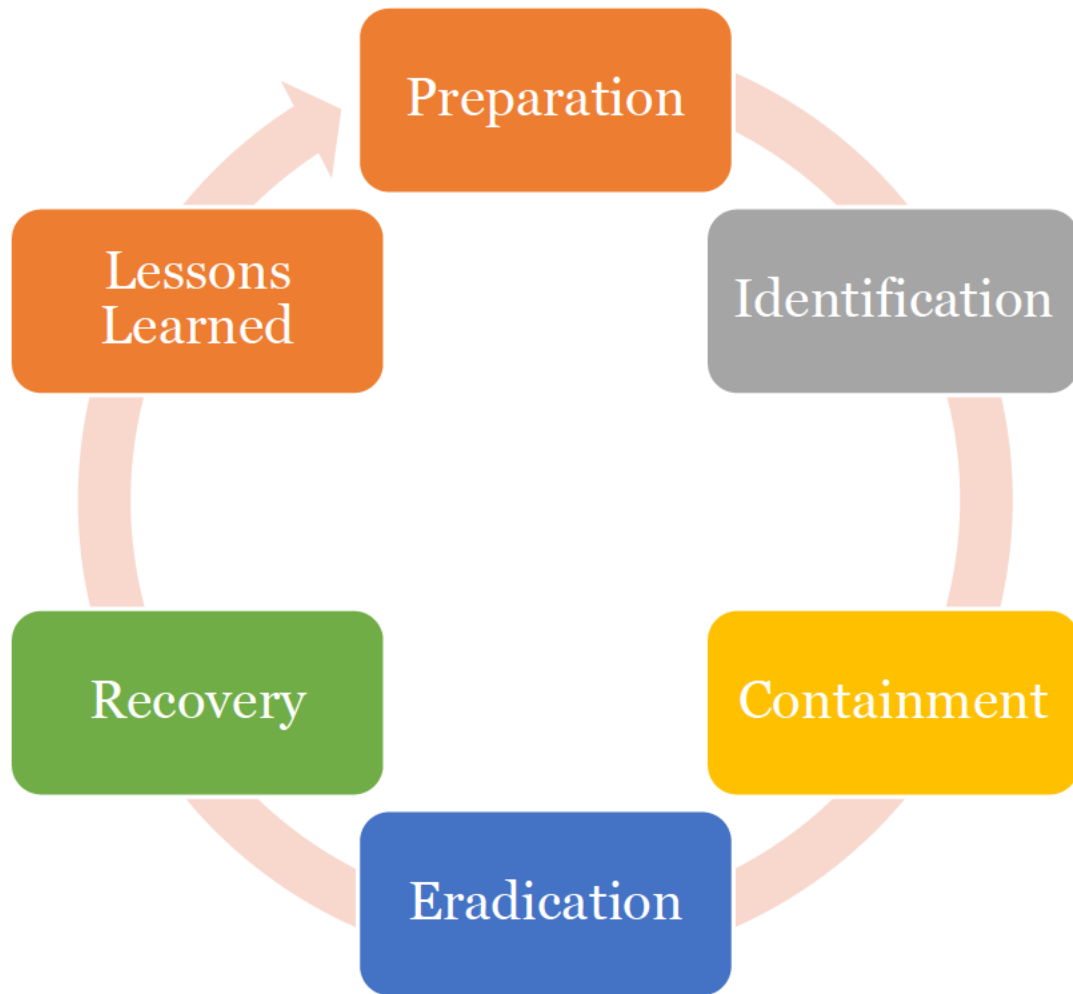 Preparation
Identification
Containment
Eradication
Recovery
Lessons
Learned